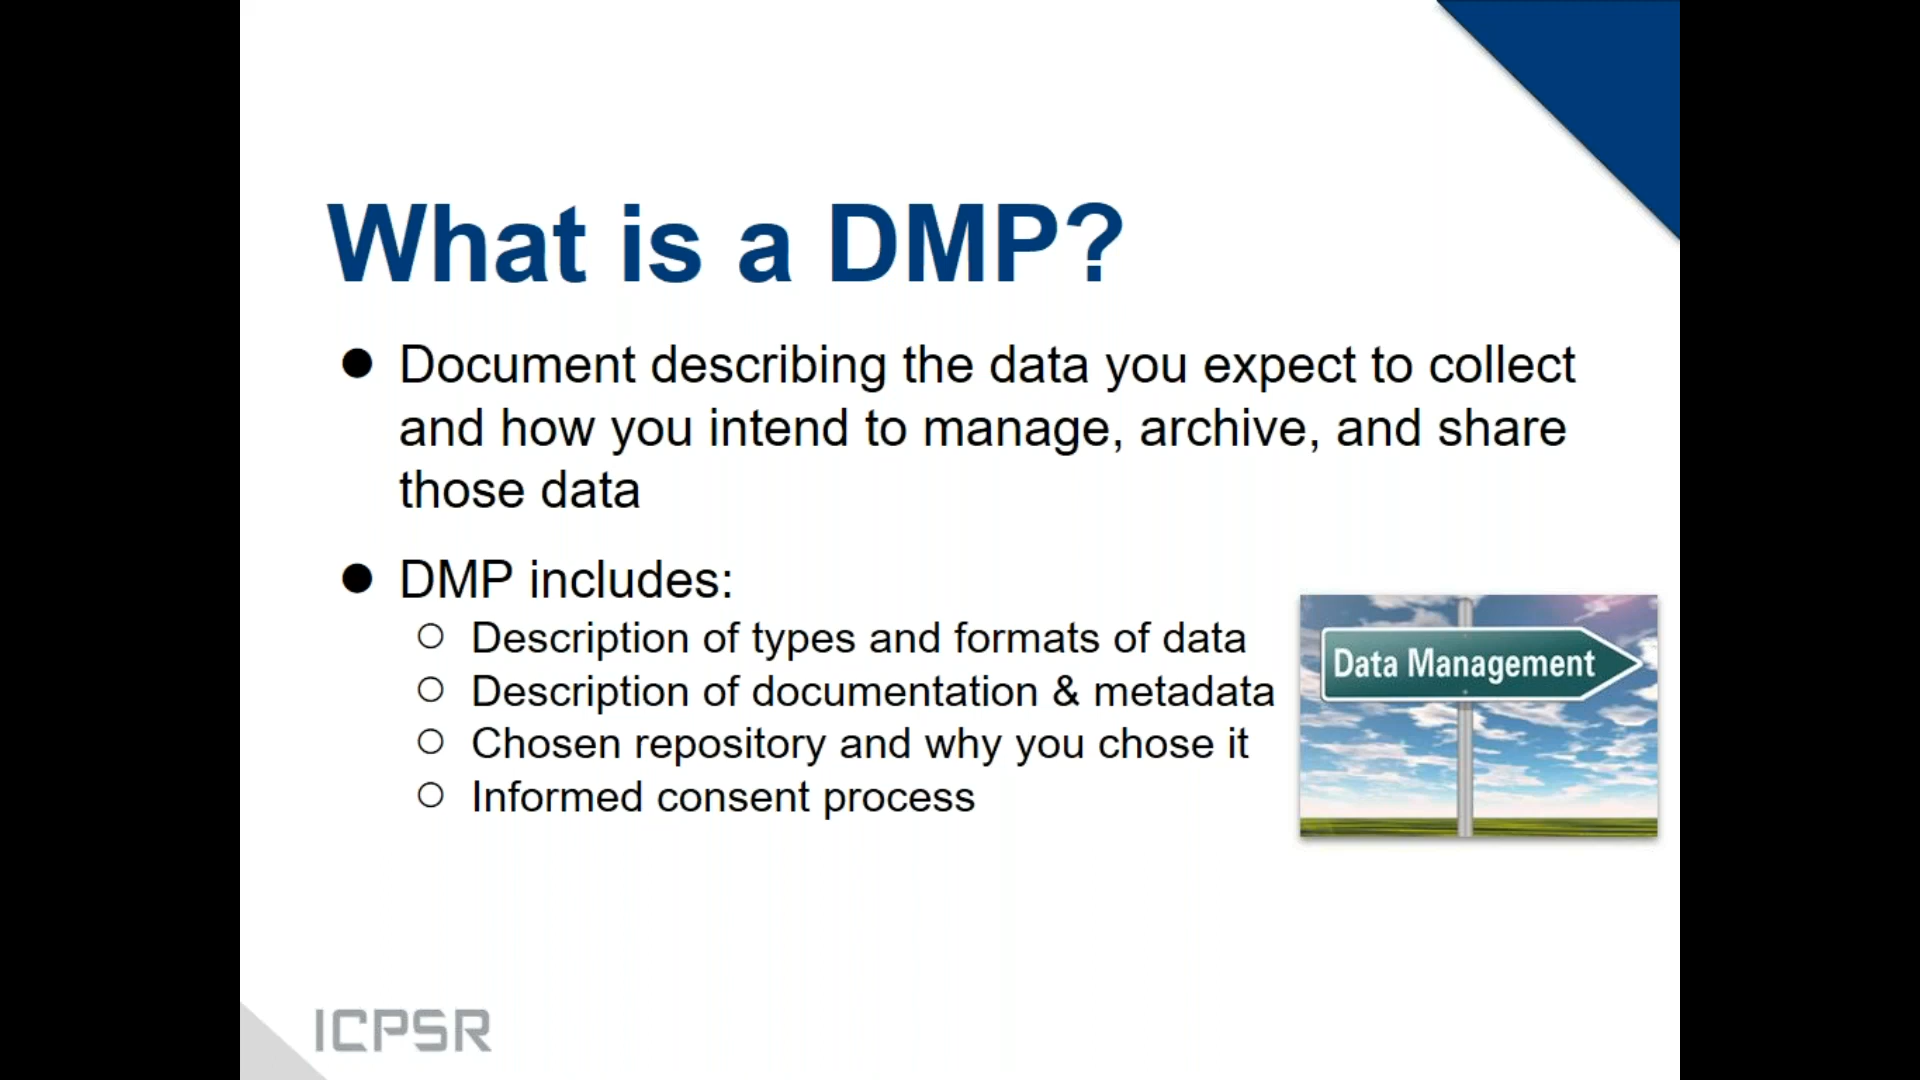 What is a DMP?
● Document describing the data you expect to collect
and how you intend to manage, archive, and share
those data
● DMP includes:
○ Description of types and formats of data
○ Description of documentation & metadata
○ Chosen repository and why you chose it
○ Informed consent process
Data Management
ICPSR